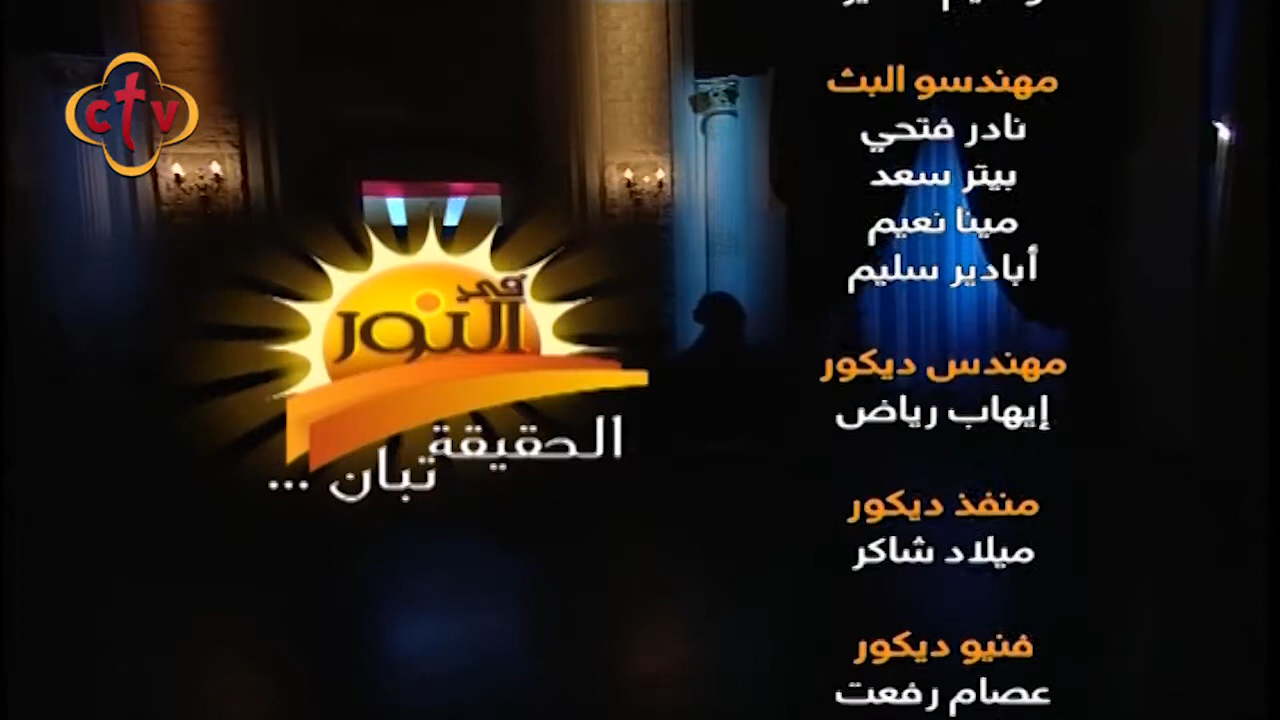 ctv
في
النور
الحقيقة
تبان ...
مهندسو البث
نادر فتحي
بيتر سعد
مينا نعيم
أبادير سليم
مهندس ديكور
إيهاب رياض
منفذ ديكور
ميلاد شاكر
فنيو ديكور
عصام رفعت